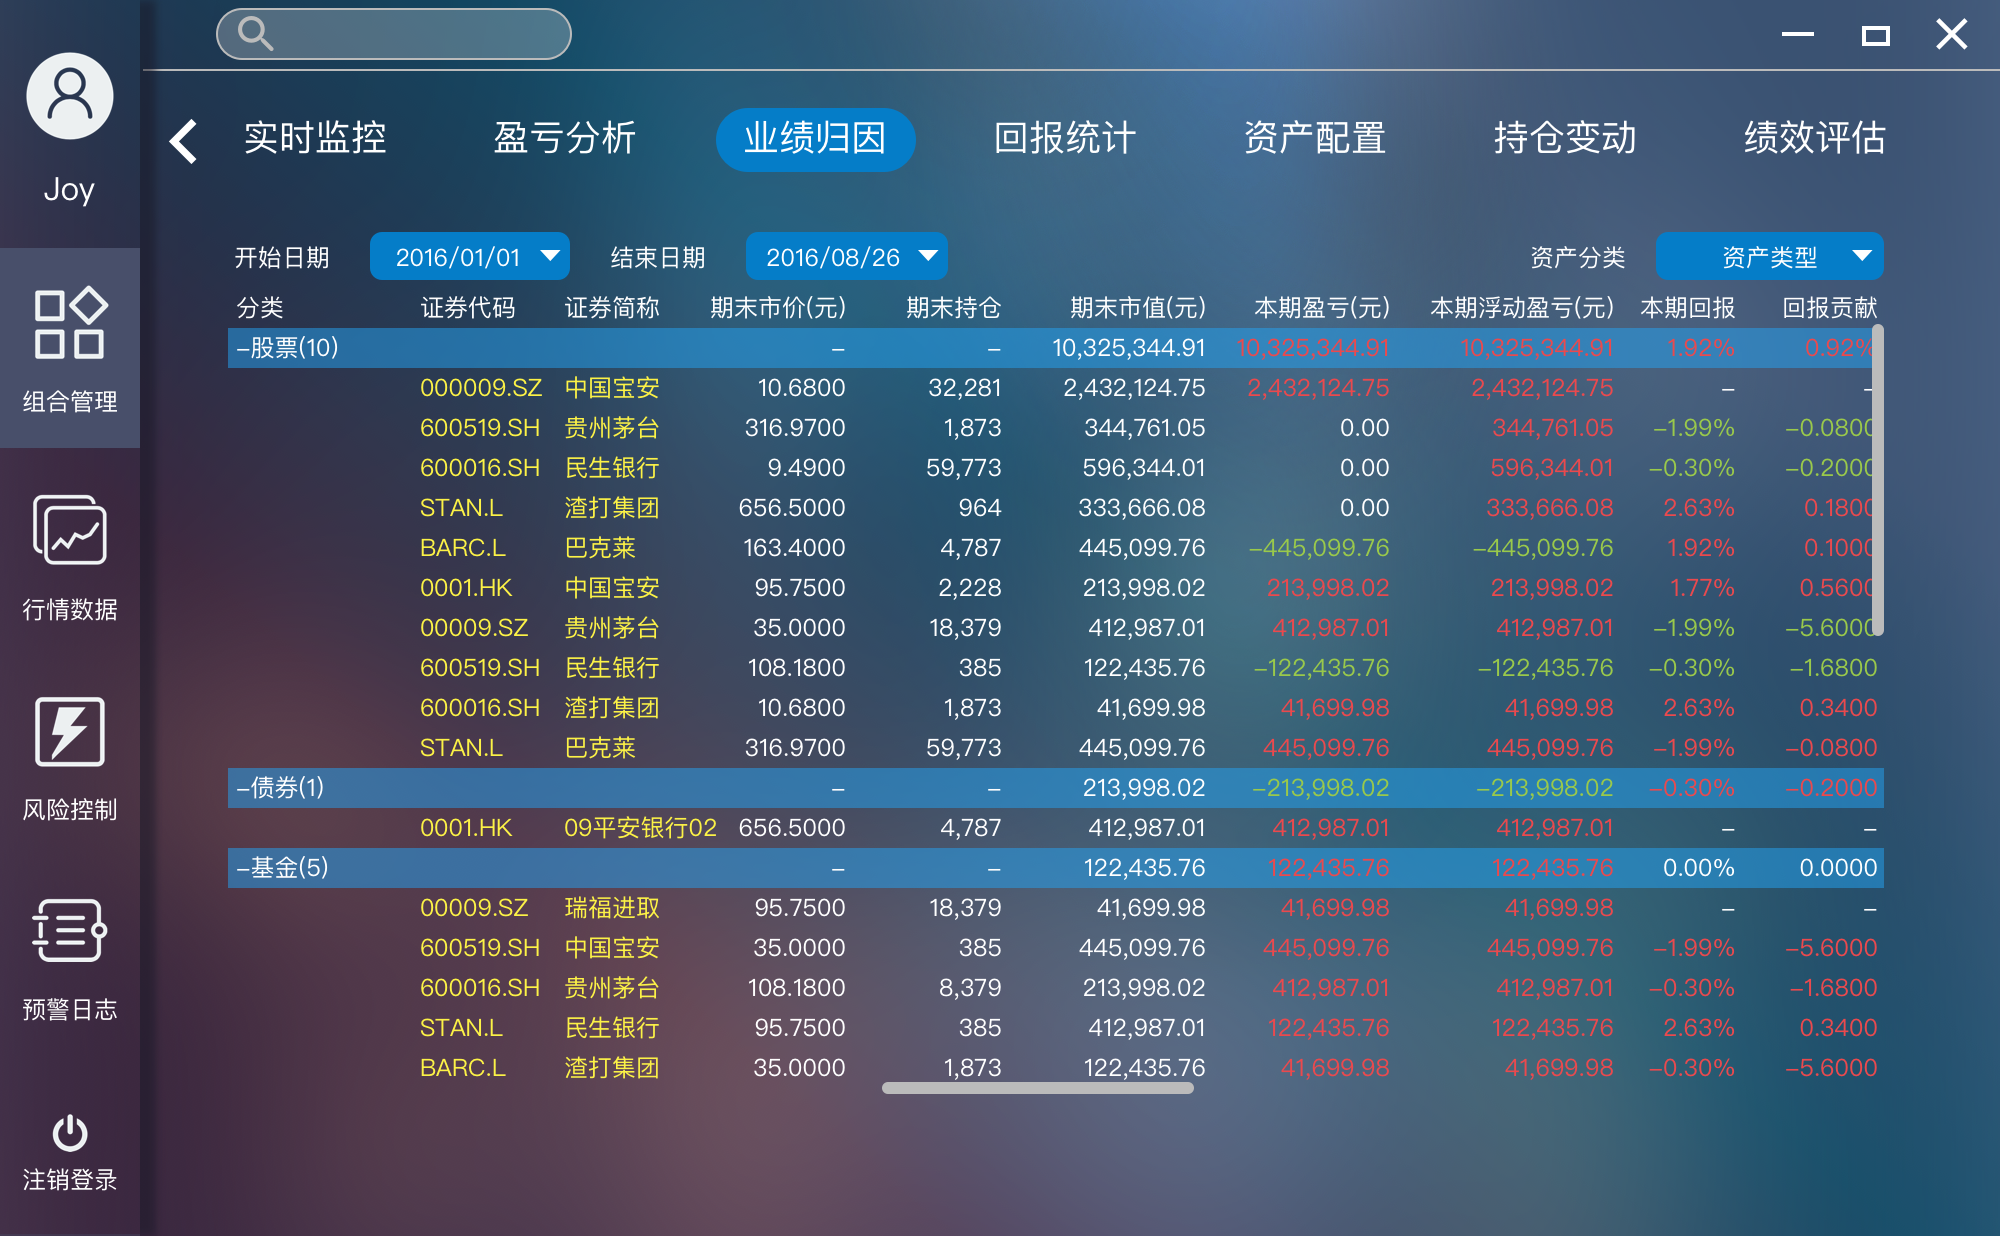 Joy
组合管理
行情数据
风险控制
预警日志
注销登录
实时监控 盈亏分析 业绩归因 回报统计 资产配置 持仓变动 绩效评估
开始日期 2016/01/01 结束日期 2016/08/26 资产分类 资产类型
分类 证券代码 证券简称 期末市价(元) 期末持仓 期末市值(元) 本期盈亏(元) 本期浮动盈亏(元) 本期回报 回报贡献
–股票(10) – – 10,325,344.91 10,325,344.91 10,325,344.91 1.92% 0.92%
000009.SZ 中国宝安 10.6800 32,281 2,432,124.75 2,432,124.75 2,432,124.75 – –
600519.SH 贵州茅台 316.9700 1,873 344,761.05 0.00 344,761.05 –1.99% –0.0800
600016.SH 民生银行 9.4900 59,773 596,344.01 0.00 596,344.01 –0.30% –0.2000
STAN.L 渣打集团 656.5000 964 333,666.08 0.00 333,666.08 2.63% 0.1800
BARC.L 巴克莱 163.4000 4,787 445,099.76 –445,099.76 –445,099.76 1.92% 0.1000
0001.HK 中国宝安 95.7500 2,228 213,998.02 213,998.02 213,998.02 1.77% 0.5600
00009.SZ 贵州茅台 35.0000 18,379 412,987.01 412,987.01 412,987.01 –1.99% –5.6000
600519.SH 民生银行 108.1800 385 122,435.76 –122,435.76 –122,435.76 –0.30% –1.6800
600016.SH 渣打集团 10.6800 1,873 41,699.98 41,699.98 41,699.98 2.63% 0.3400
STAN.L 巴克莱 316.9700 59,773 445,099.76 445,099.76 445,099.76 –1.99% –0.0800
–债券(1) – – 213,998.02 –213,998.02 –213,998.02 –0.30% –0.2000
0001.HK 09平安银行02 656.5000 4,787 412,987.01 412,987.01 412,987.01 – –
–基金(5) – – 122,435.76 122,435.76 122,435.76 0.00% 0.0000
00009.SZ 瑞福进取 95.7500 18,379 41,699.98 41,699.98 41,699.98 – –
600519.SH 中国宝安 35.0000 385 445,099.76 445,099.76 445,099.76 –1.99% –5.6000
600016.SH 贵州茅台 108.1800 8,379 213,998.02 412,987.01 412,987.01 –0.30% –1.6800
STAN.L 民生银行 95.7500 385 412,987.01 122,435.76 122,435.76 2.63% 0.3400
BARC.L 渣打集团 35.0000 1,873 122,435.76 41,699.98 41,699.98 –0.30% –5.6000